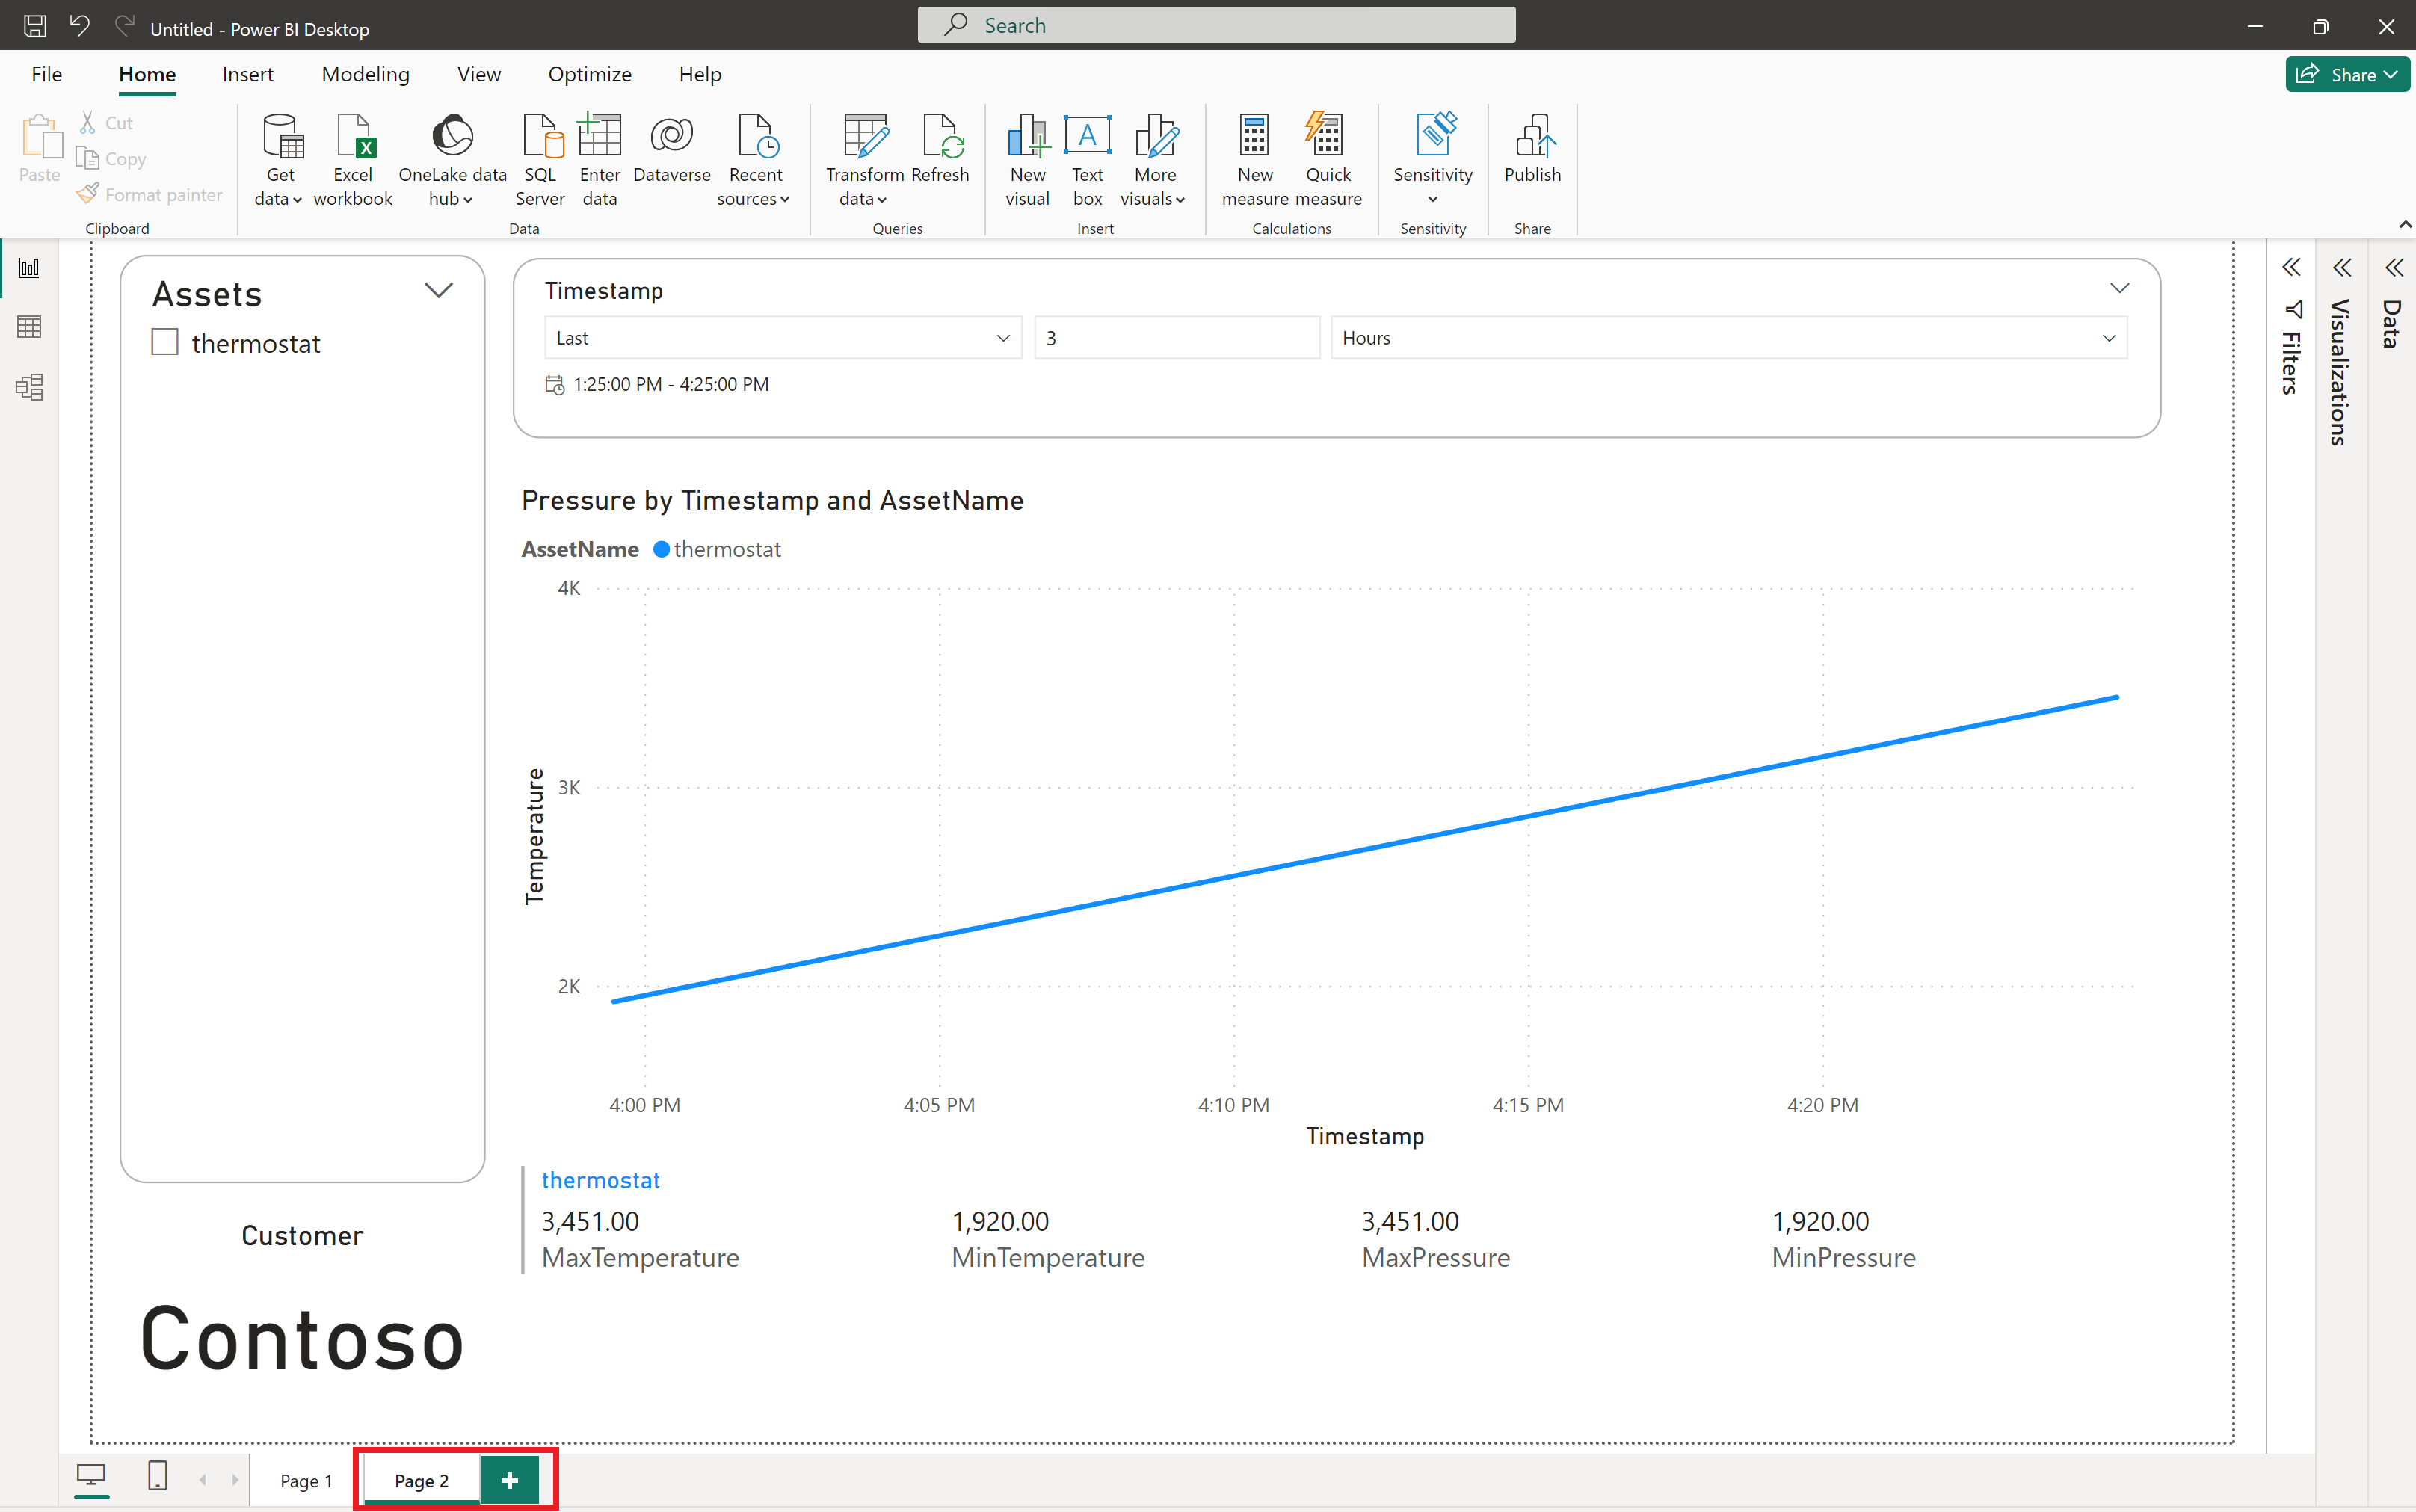 Untitled - Power BI Desktop
Search
File Home Insert Modeling View Optimize Help
Share
Paste
Cut
Copy
Format painter
Clipboard
Get data
Excel workbook
OneLake data hub
SQL Server
Enter data
Dataverse
Recent sources
Data
Transform data
Refresh
Queries
New visual
Text box
More visuals
Insert
New measure
Quick measure
Calculations
Sensitivity
Sensitivity
Publish
Share
Assets
thermostat
Timestamp
Last
3
Hours
1:25:00 PM - 4:25:00 PM
Filters
Visualizations
Data
Pressure by Timestamp and AssetName
AssetName thermostat
4K
3K
2K
Temperature
4:00 PM 4:05 PM 4:10 PM 4:15 PM 4:20 PM
Timestamp
thermostat
3,451.00 1,920.00 3,451.00 1,920.00
MaxTemperature MinTemperature MaxPressure MinPressure
Customer
Contoso
Page 1 Page 2 +